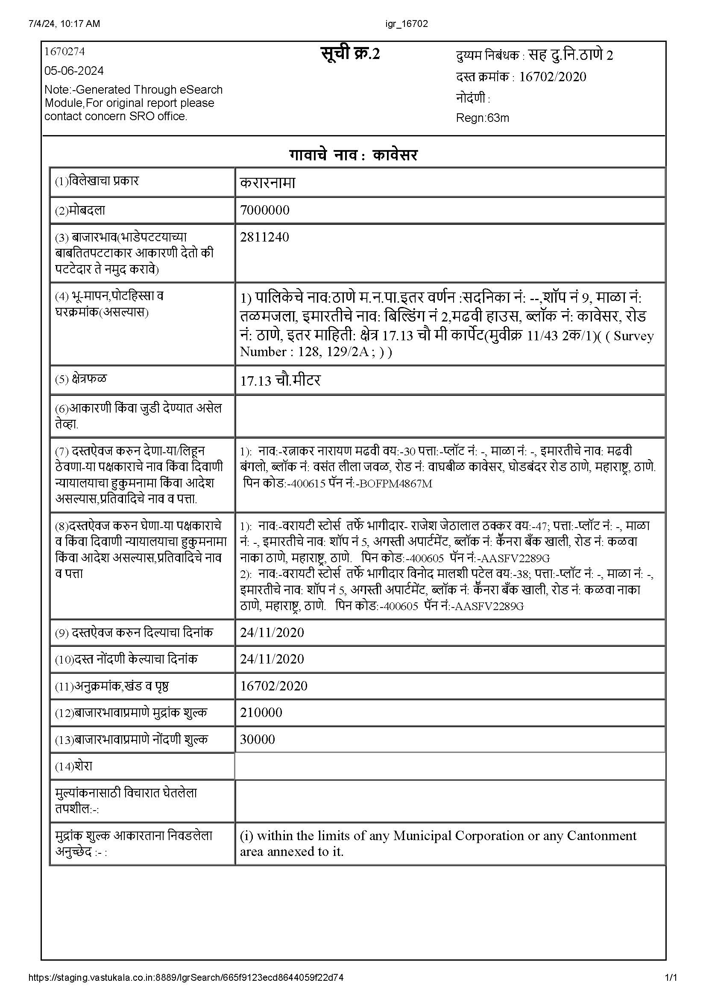 7/4/24, 10:17 AM
igr_16702
1670274
05-06-2024
Note:-Generated Through eSearch
Module,For original report please
contact concern SRO office.
सूची क्र.2
दुय्यम निबंधक : सह दु.नि.ठाणे 2
दस्त क्रमांक : 16702/2020
नोदंणी :
Regn:63m
गावाचे नाव : कावेसर
(1)विलेखाचा प्रकार
करारनामा
(2)मोबदला
7000000
(3) बाजारभाव(भाडेपटटयाच्या
बाबतितपटटाकार आकारणी देतो की
पटटेदार ते नमुद करावे)
2811240
(4) भू-मापन,पोटहिस्सा व
घरक्रमांक(असल्यास)
1) पालिकेचे नाव:ठाणे म.न.पा.इतर वर्णन :सदनिका नं: --,शॉप नं 9, माळा नं:
तळमजला, इमारतीचे नाव: बिल्डिंग नं 2,मढवी हाउस, ब्लॉक नं: कावेसर, रोड
नं: ठाणे, इतर माहिती: क्षेत्र 17.13 चौ मी कार्पेट(मुवीक्र 11/43 2क/1)( ( Survey
Number : 128, 129/2A ; ) )
(5) क्षेत्रफळ
17.13 चौ.मीटर
(6)आकारणी किंवा जुडी देण्यात असेल
तेव्हा.
(7) दस्तऐवज करुन देणा-या/लिहून
ठेवणा-या पक्षकाराचे नाव किंवा दिवाणी
न्यायालयाचा हुकुमनामा किंवा आदेश
असल्यास,प्रतिवादिचे नाव व पत्ता.
1): नाव:-रत्नाकर नारायण मढवी वय:-30 पत्ता:-प्लॉट नं: -, माळा नं: -, इमारतीचे नाव: मढवी
बंगलो, ब्लॉक नं: वसंत लीला जवळ, रोड नं: वाघबीळ कावेसर, घोडबंदर रोड ठाणे, महाराष्ट्र, ठाणे.
पिन कोड:-400615 पॅन नं:-BOFPM4867M
(8)दस्तऐवज करुन घेणा-या पक्षकाराचे
व किंवा दिवाणी न्यायालयाचा हुकुमनामा
किंवा आदेश असल्यास,प्रतिवादिचे नाव
व पत्ता
1): नाव:-वरायटी स्टोर्स तर्फे भागीदार- राजेश जेठालाल ठक्कर वय:-47; पत्ता:-प्लॉट नं: -, माळा
नं: -, इमारतीचे नाव: शॉप नं 5, अगस्ती अपार्टमेंट, ब्लॉक नं: कॅॅनरा बँक खाली, रोड नं: कळवा
नाका ठाणे, महाराष्ट्र, ठाणे. पिन कोड:-400605 पॅन नं:-AASFV2289G
2): नाव:-वरायटी स्टोर्स तर्फे भागीदार विनोद मालशी पटेल वय:-38; पत्ता:-प्लॉट नं: -, माळा नं: -,
इमारतीचे नाव: शॉप नं 5, अगस्ती अपार्टमेंट, ब्लॉक नं: कॅॅनरा बँक खाली, रोड नं: कळवा नाका
ठाणे, महाराष्ट्र, ठाणे. पिन कोड:-400605 पॅन नं:-AASFV2289G
(9) दस्तऐवज करुन दिल्याचा दिनांक
24/11/2020
(10)दस्त नोंदणी केल्याचा दिनांक
24/11/2020
(11)अनुक्रमांक,खंड व पृष्ठ
16702/2020
(12)बाजारभावाप्रमाणे मुद्रांक शुल्क
210000
(13)बाजारभावाप्रमाणे नोंदणी शुल्क
30000
(14)शेरा
मुल्यांकनासाठी विचारात घेतलेला
तपशील:-:
मुद्रांक शुल्क आकारताना निवडलेला
अनुच्छेद :- :
(i) within the limits of any Municipal Corporation or any Cantonment
area annexed to it.
https://staging.vastukala.co.in:8889/IgrSearch/665f9123ecd8644059f22d74
1/1